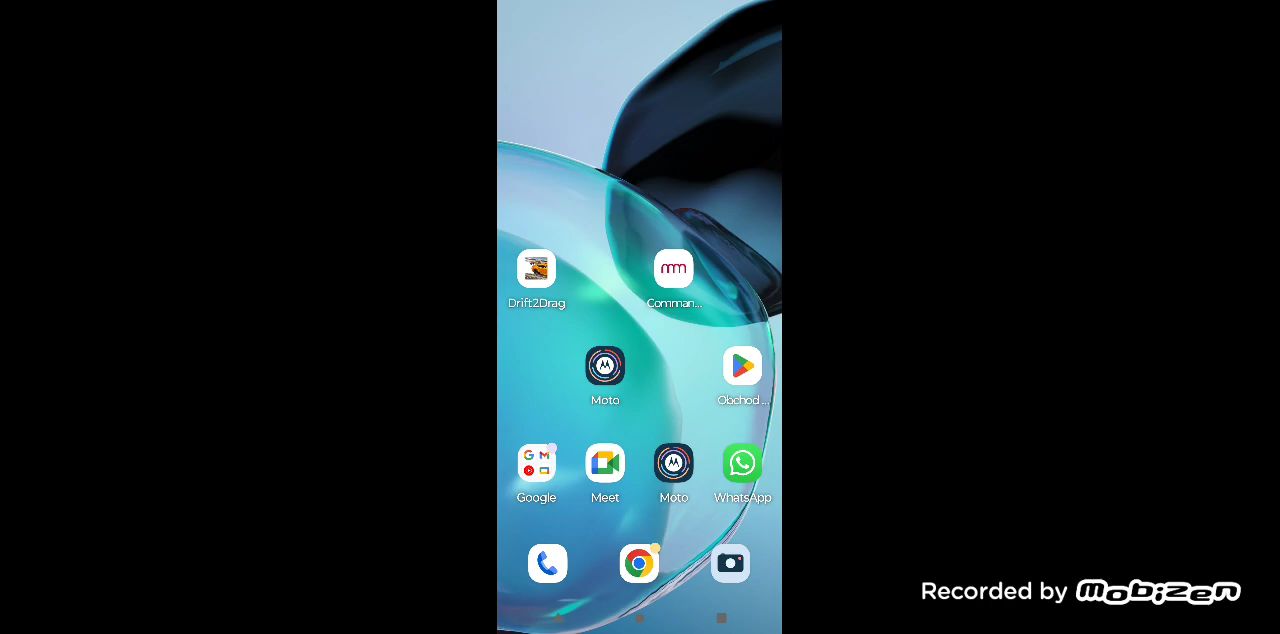 Drift2Drag
Comman...
Moto
Obchod ...
Google
Meet
Moto
WhatsApp
Recorded by mobizen